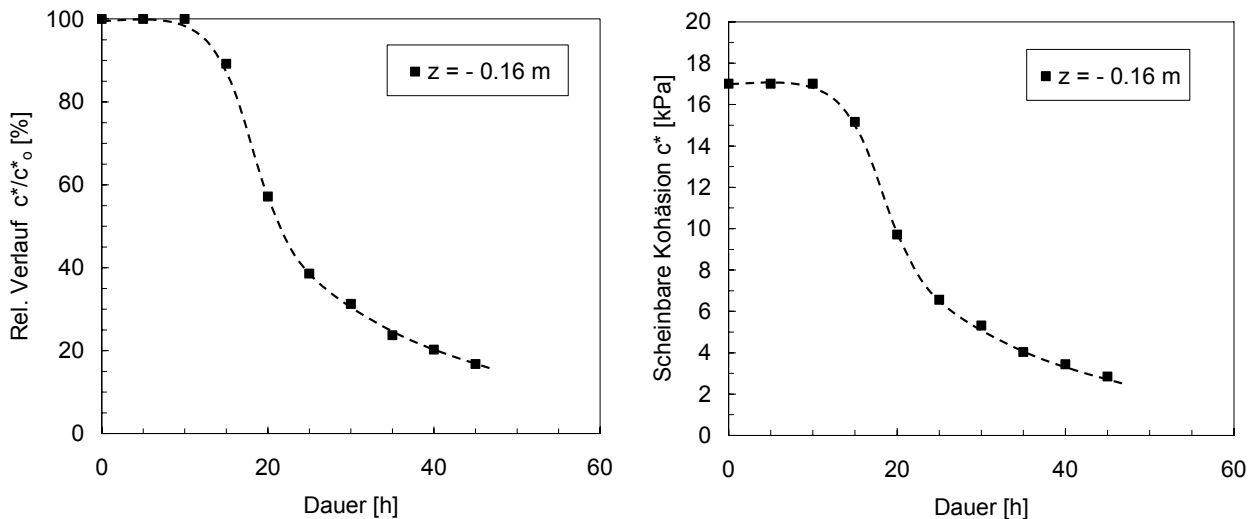 Rel. Verlauf c*/c*o [%]
100
80
60
40
20
0
z = - 0.16 m
0 20 40 60
Dauer [h]
Scheinbare Kohäsion c* [kPa]
20
18
16
14
12
10
8
6
4
2
0
z = - 0.16 m
0 20 40 60
Dauer [h]